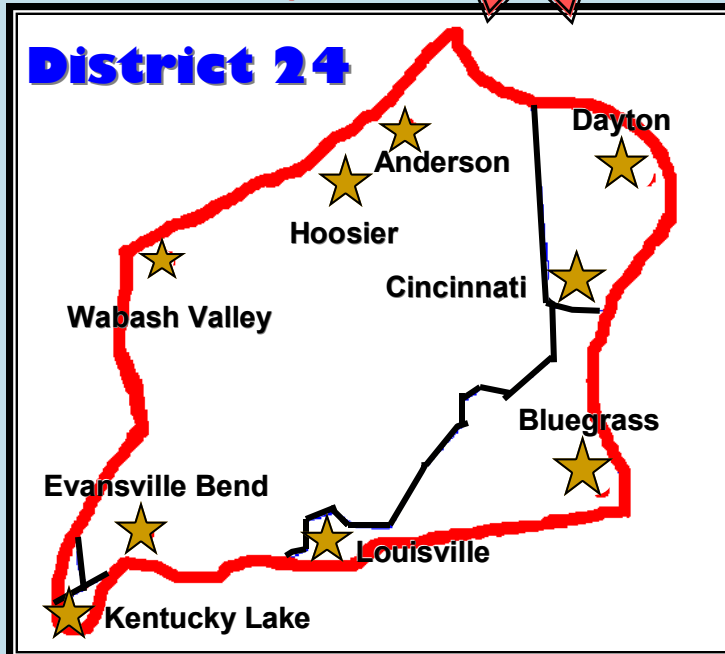 District 24
Dayton
Anderson
Hoosier
Cincinnati
Wabash Valley
Bluegrass
Evansville Bend
Louisville
Kentucky Lake